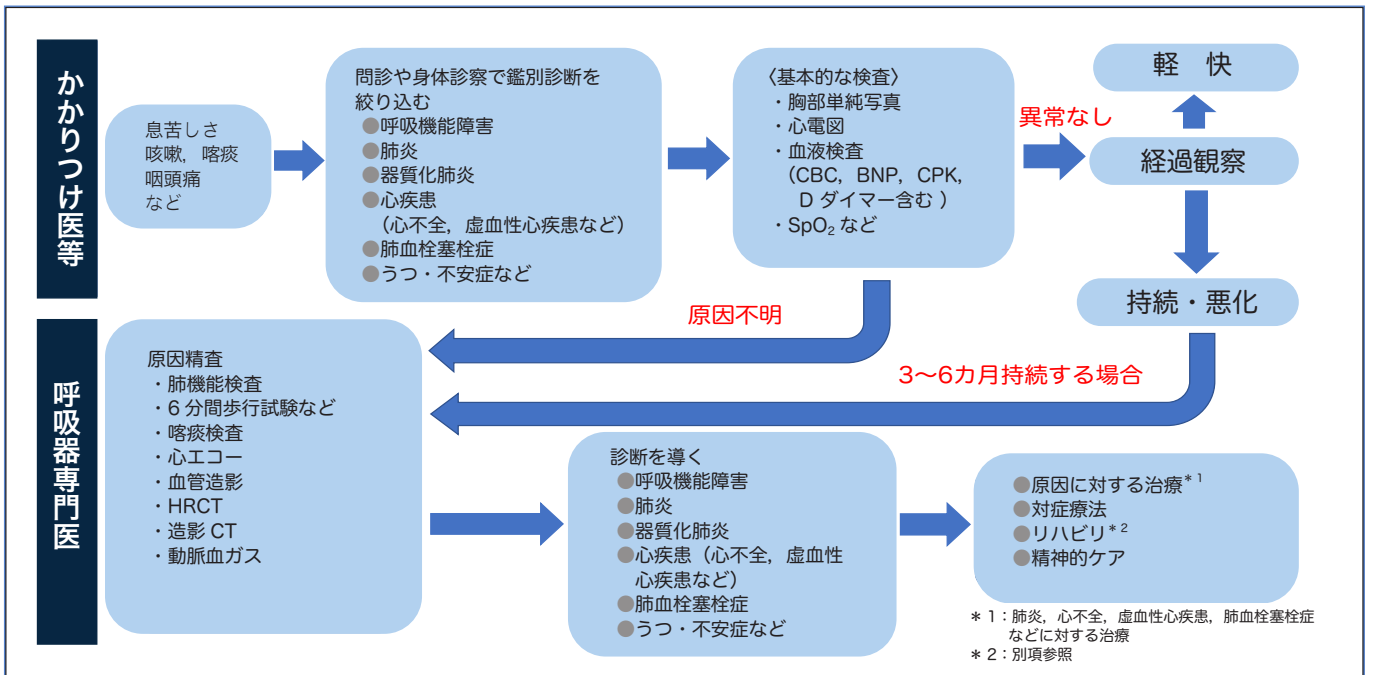 かかりつけ医等
息苦しさ
咳嗽，喀痰
咽頭痛
など
問診や身体診察で鑑別診断を
絞り込む
●呼吸機能障害
●肺炎
●器質化肺炎
●心疾患
（心不全，虚血性心疾患など）
●肺血栓塞栓症
●うつ・不安症など
〈基本的な検査〉
・胸部単純写真
・心電図
・血液検査
（CBC，BNP，CPK，
D ダイマー含む ）
・SpO₂ など
異常なし
軽　快
経過観察
持続・悪化
原因不明
3〜6カ月持続する場合
呼吸器専門医
原因精査
・肺機能検査
・6 分間歩行試験など
・喀痰検査
・心エコー
・血管造影
・HRCT
・造影 CT
・動脈血ガス
診断を導く
●呼吸機能障害
●肺炎
●器質化肺炎
●心疾患（心不全，虚血性
心疾患など）
●肺血栓塞栓症
●うつ・不安症など
●原因に対する治療＊1
●対症療法
●リハビリ＊2
●精神的ケア
＊1：肺炎，心不全，虚血性心疾患，肺血栓塞栓症
などに対する治療
＊2：別項参照